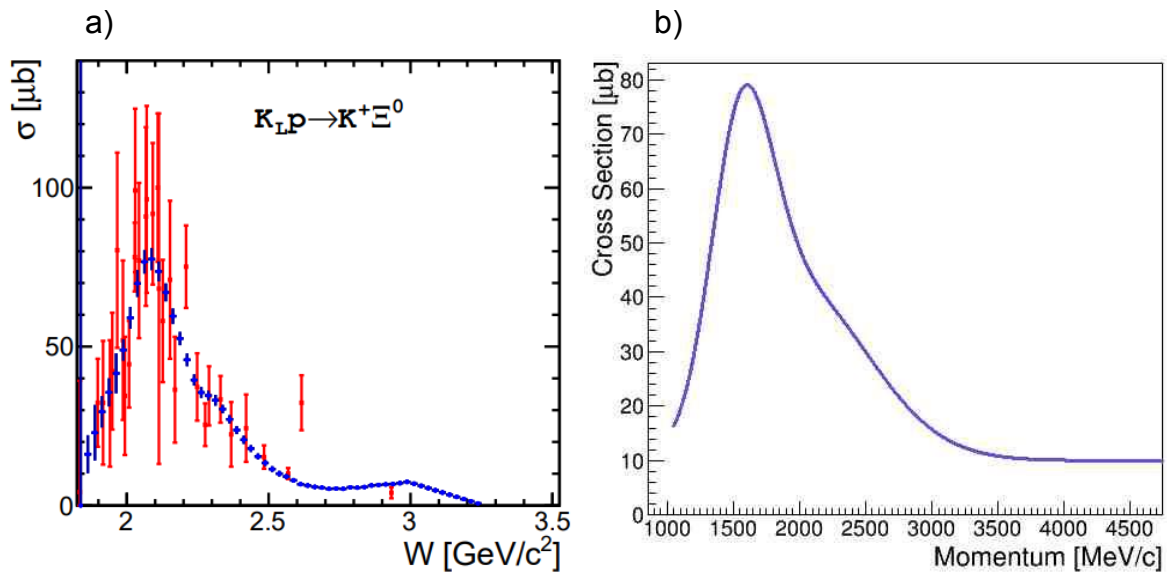 a)
σ [μb]
K_L p→K⁺Ξ⁰
100
50
0
2
2.5
3
3.5
W [GeV/c²]
b)
Cross Section [μb]
80
70
60
50
40
30
20
10
0
1000 1500 2000 2500 3000 3500 4000 4500
Momentum [MeV/c]